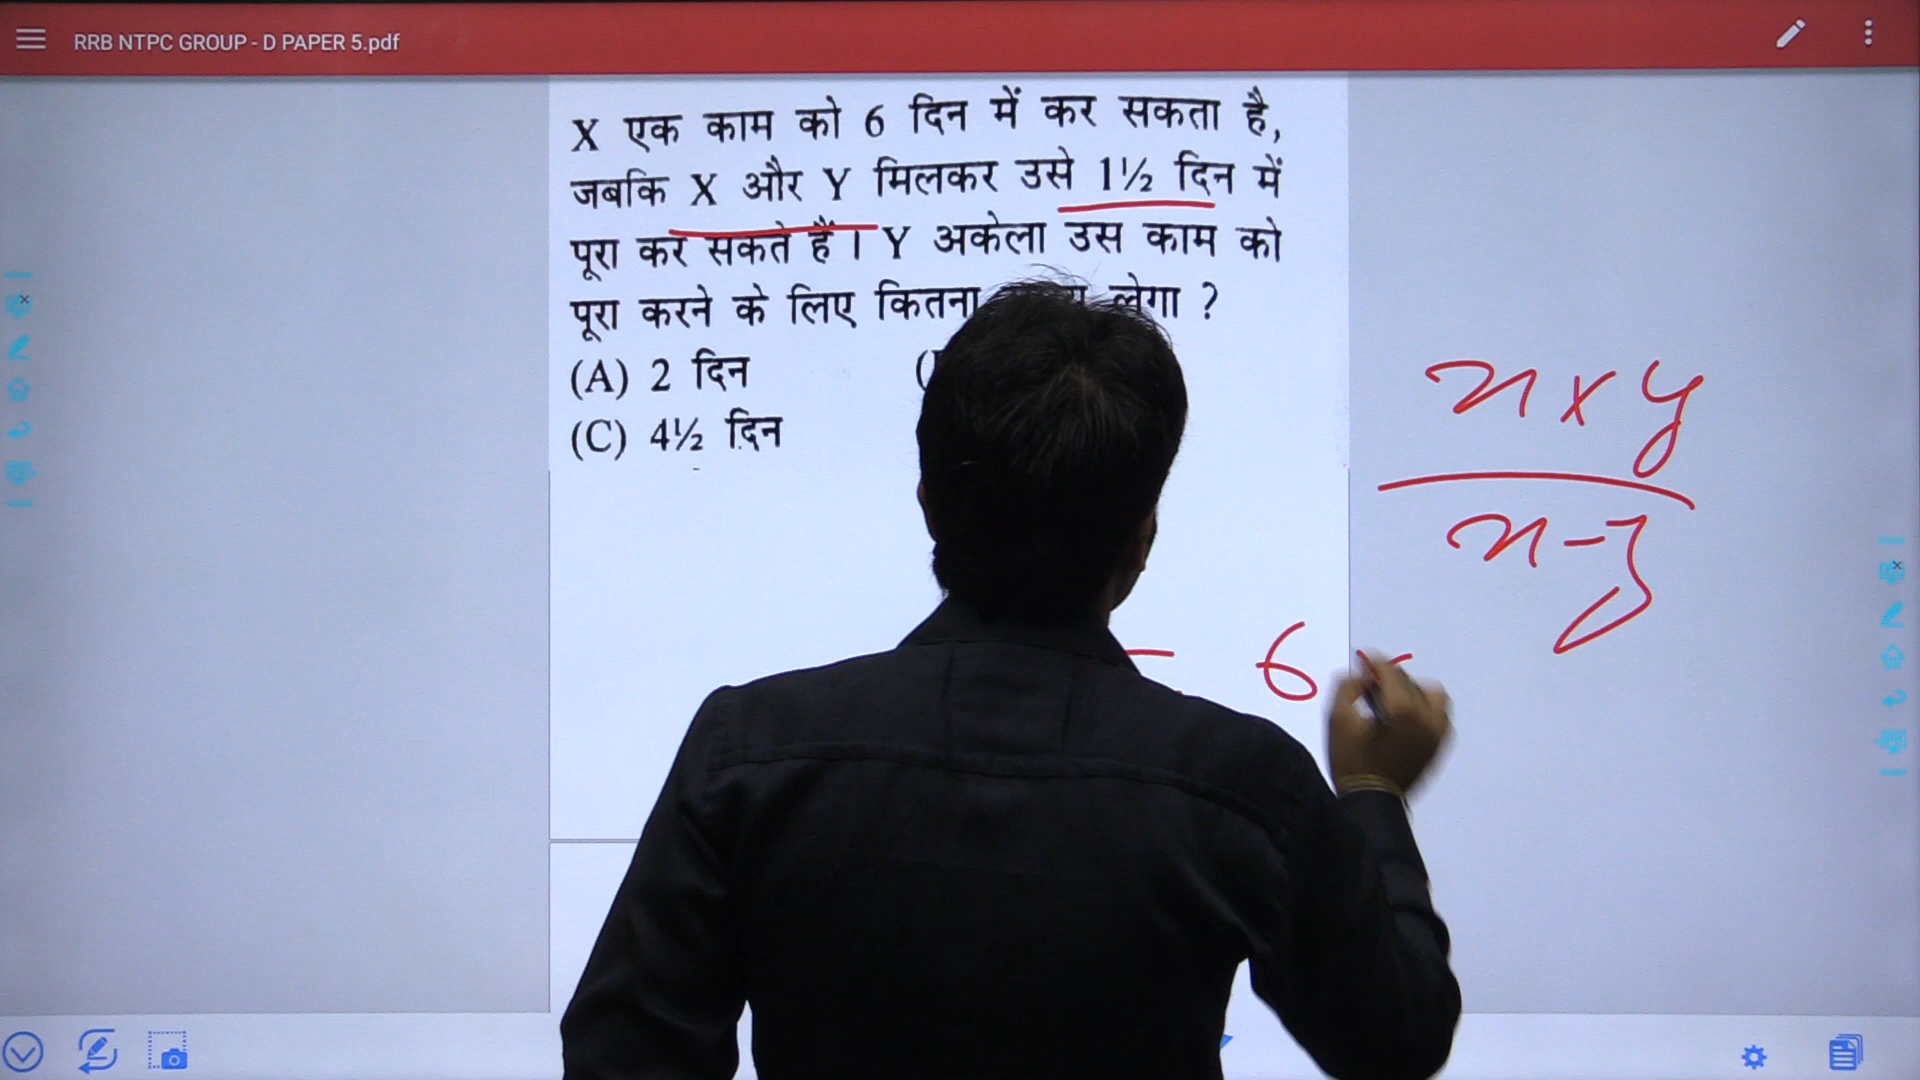 RRB NTPC GROUP - D PAPER 5.pdf
X एक काम को 6 दिन में कर सकता है,
जबकि X और Y मिलकर उसे 1½ दिन में
पूरा कर सकते हैं। Y अकेला उस काम को
पूरा करने के लिए कितना लेगा ?
(A) 2 दिन
(C) 4½ दिन
x × y
x - y
= 6 ×